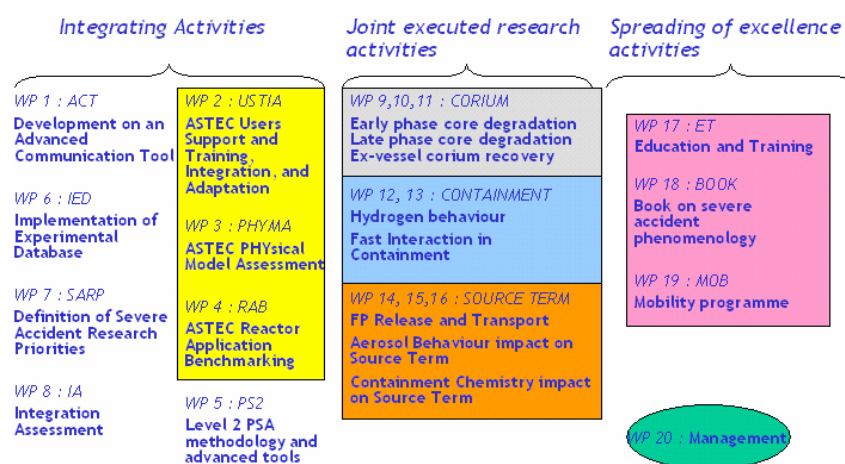 Integrating Activities
Joint executed research
activities
Spreading of excellence
activities
WP 1 : ACT
Development on an
Advanced
Communication Tool
WP 6 : IED
Implementation of
Experimental
Database
WP 7 : SARP
Definition of Severe
Accident Research
Priorities
WP 8 : IA
Integration
Assessment
WP 2 : USTIA
ASTEC Users
Support and
Training,
Integration, and
Adaptation
WP 3 : PHYMA
ASTEC PHYsical
Model Assessment
WP 4 : RAB
ASTEC Reactor
Application
Benchmarking
WP 5 : PS2
Level 2 PSA
methodology and
advanced tools
WP 9,10,11 : CORIUM
Early phase core degradation
Late phase core degradation
Ex-vessel corium recovery
WP 12, 13 : CONTAINMENT
Hydrogen behaviour
Fast Interaction in
Containment
WP 14, 15,16 : SOURCE TERM
FP Release and Transport
Aerosol Behaviour impact on
Source Term
Containment Chemistry impact
on Source Term
WP 17 : ET
Education and Training
WP 18 : BOOK
Book on severe
accident
phenomenology
WP 19 : MOB
Mobility programme
WP 20 : Management